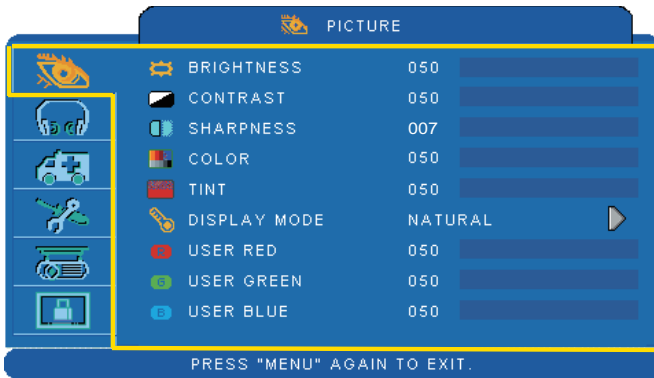 PICTURE
BRIGHTNESS 050
CONTRAST 050
SHARPNESS 007
COLOR 050
TINT 050
DISPLAY MODE NATURAL
R USER RED 050
G USER GREEN 050
B USER BLUE 050
PRESS "MENU" AGAIN TO EXIT.